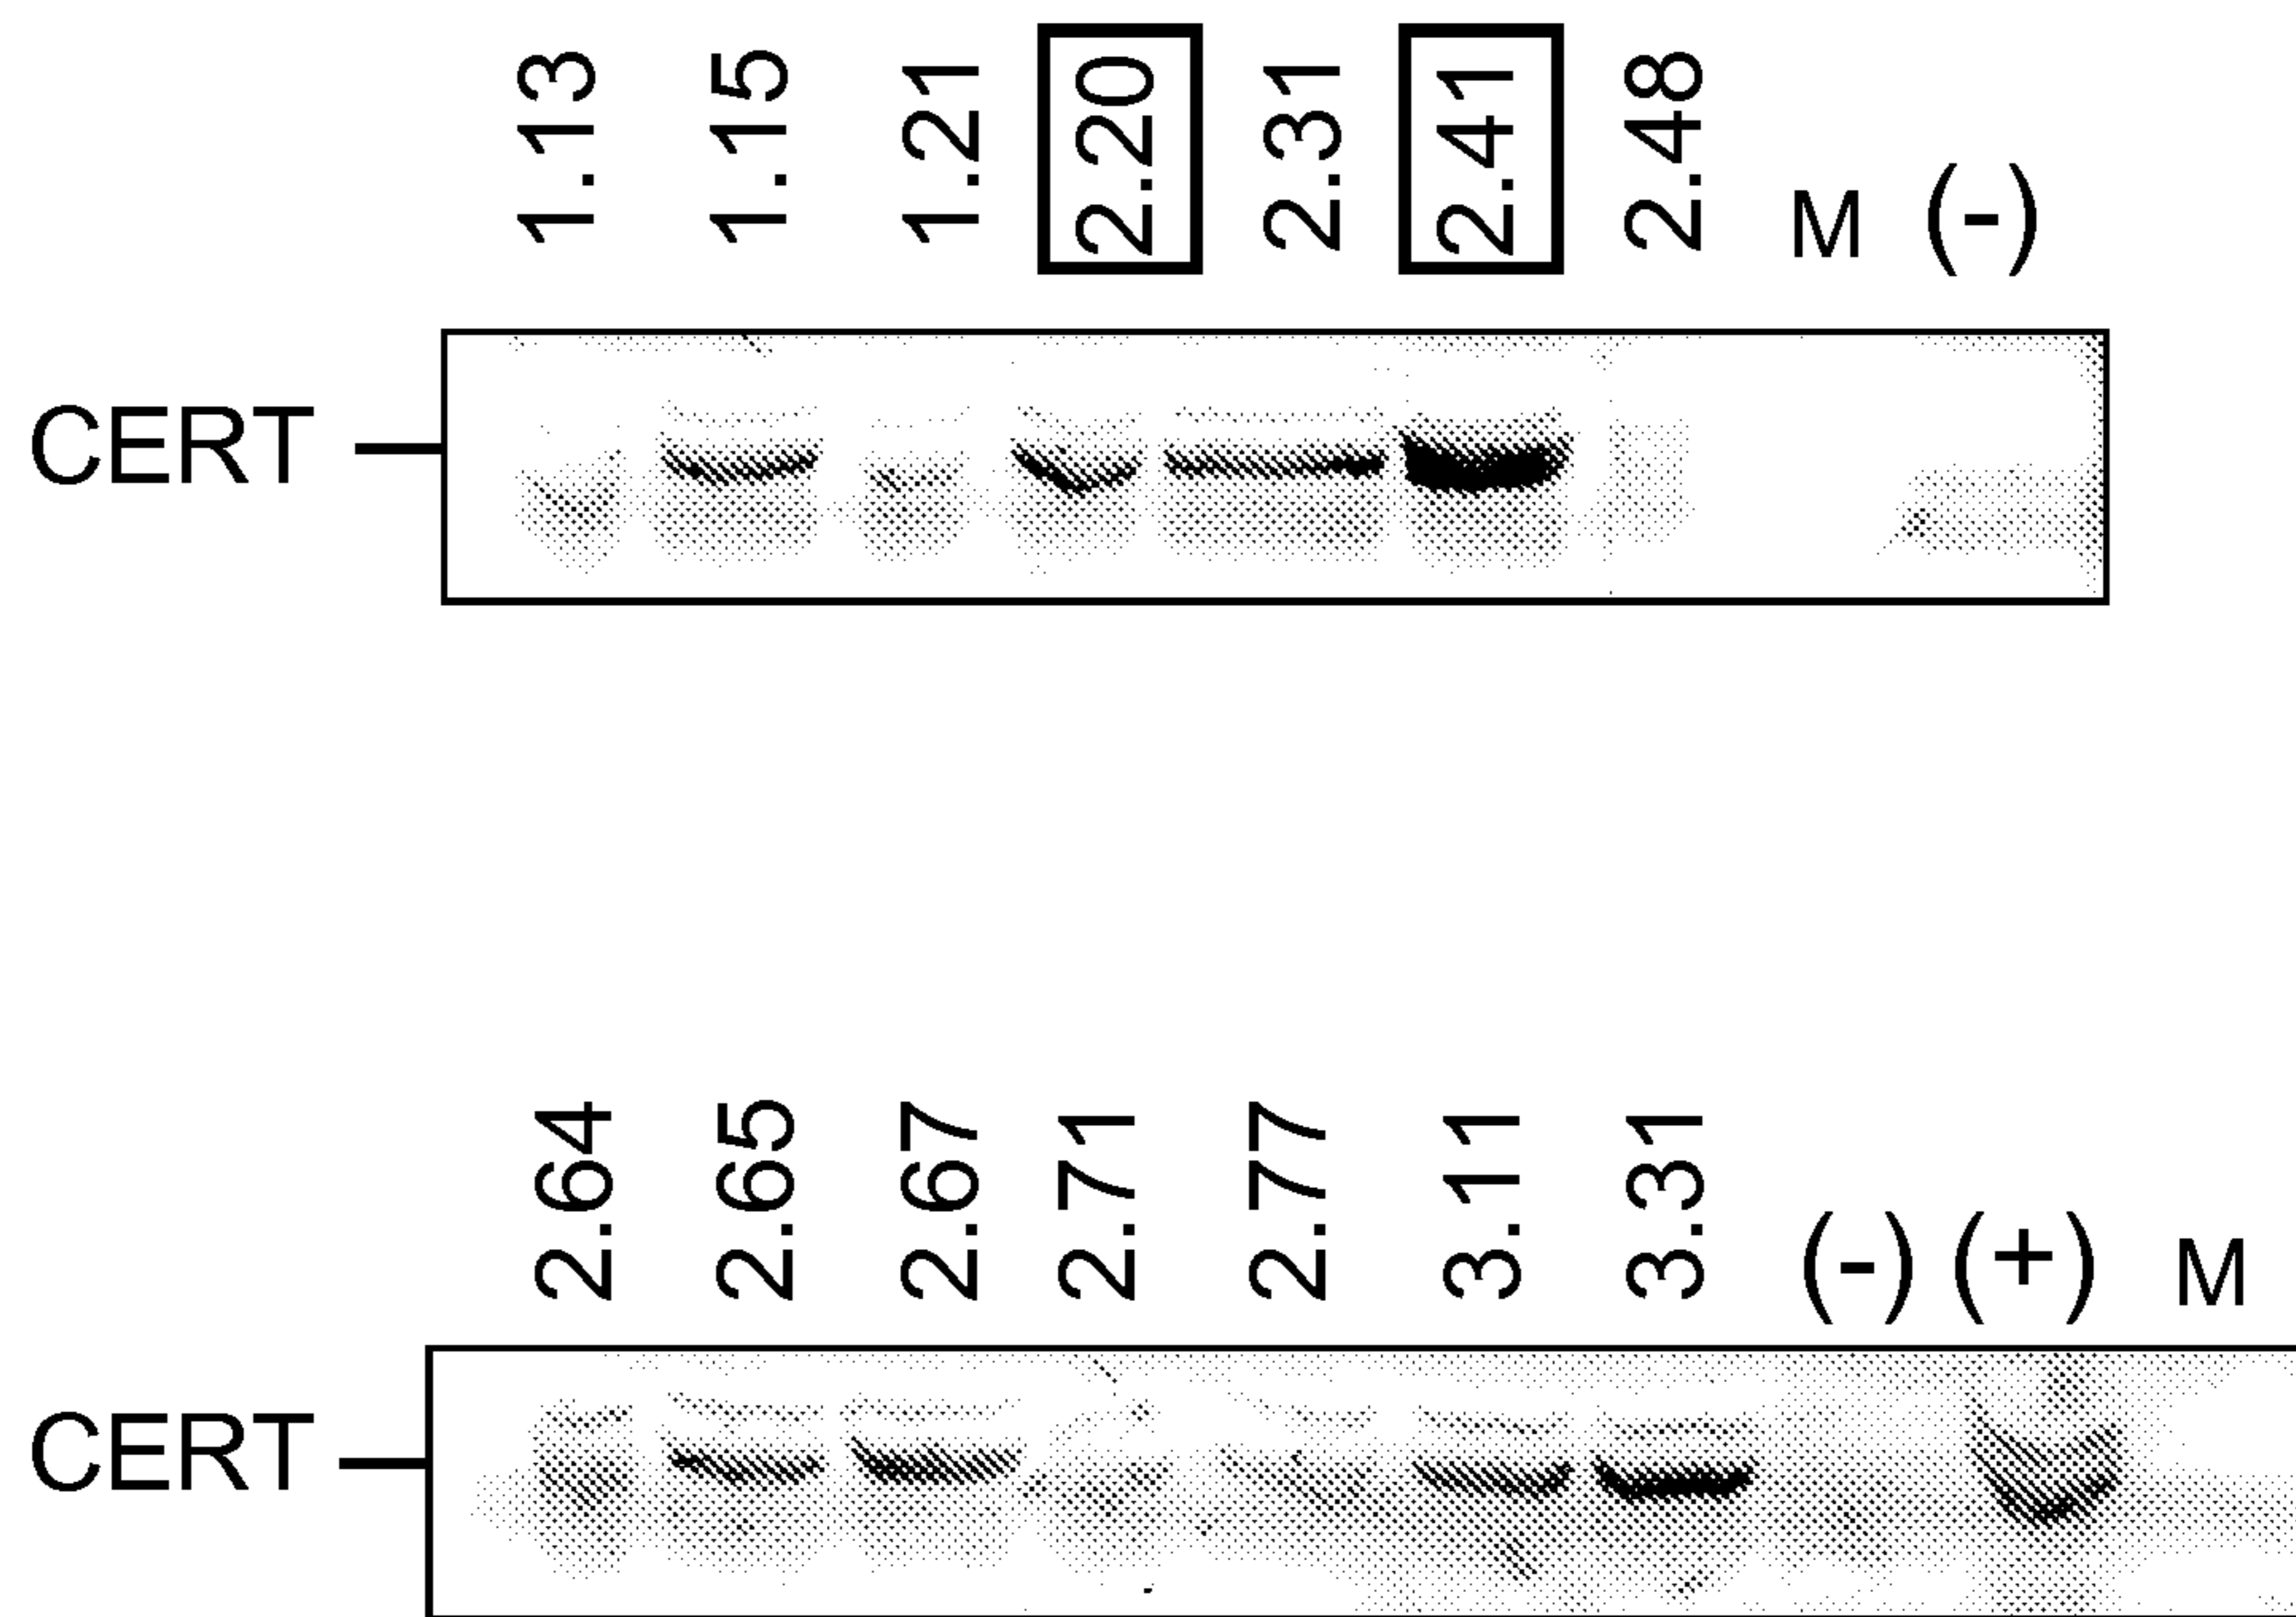 1.13 1.15 1.21 2.20 2.31 2.41 2.48 M (-)
CERT
2.64 2.65 2.67 2.71 2.77 3.11 3.31 (-) (+) M
CERT